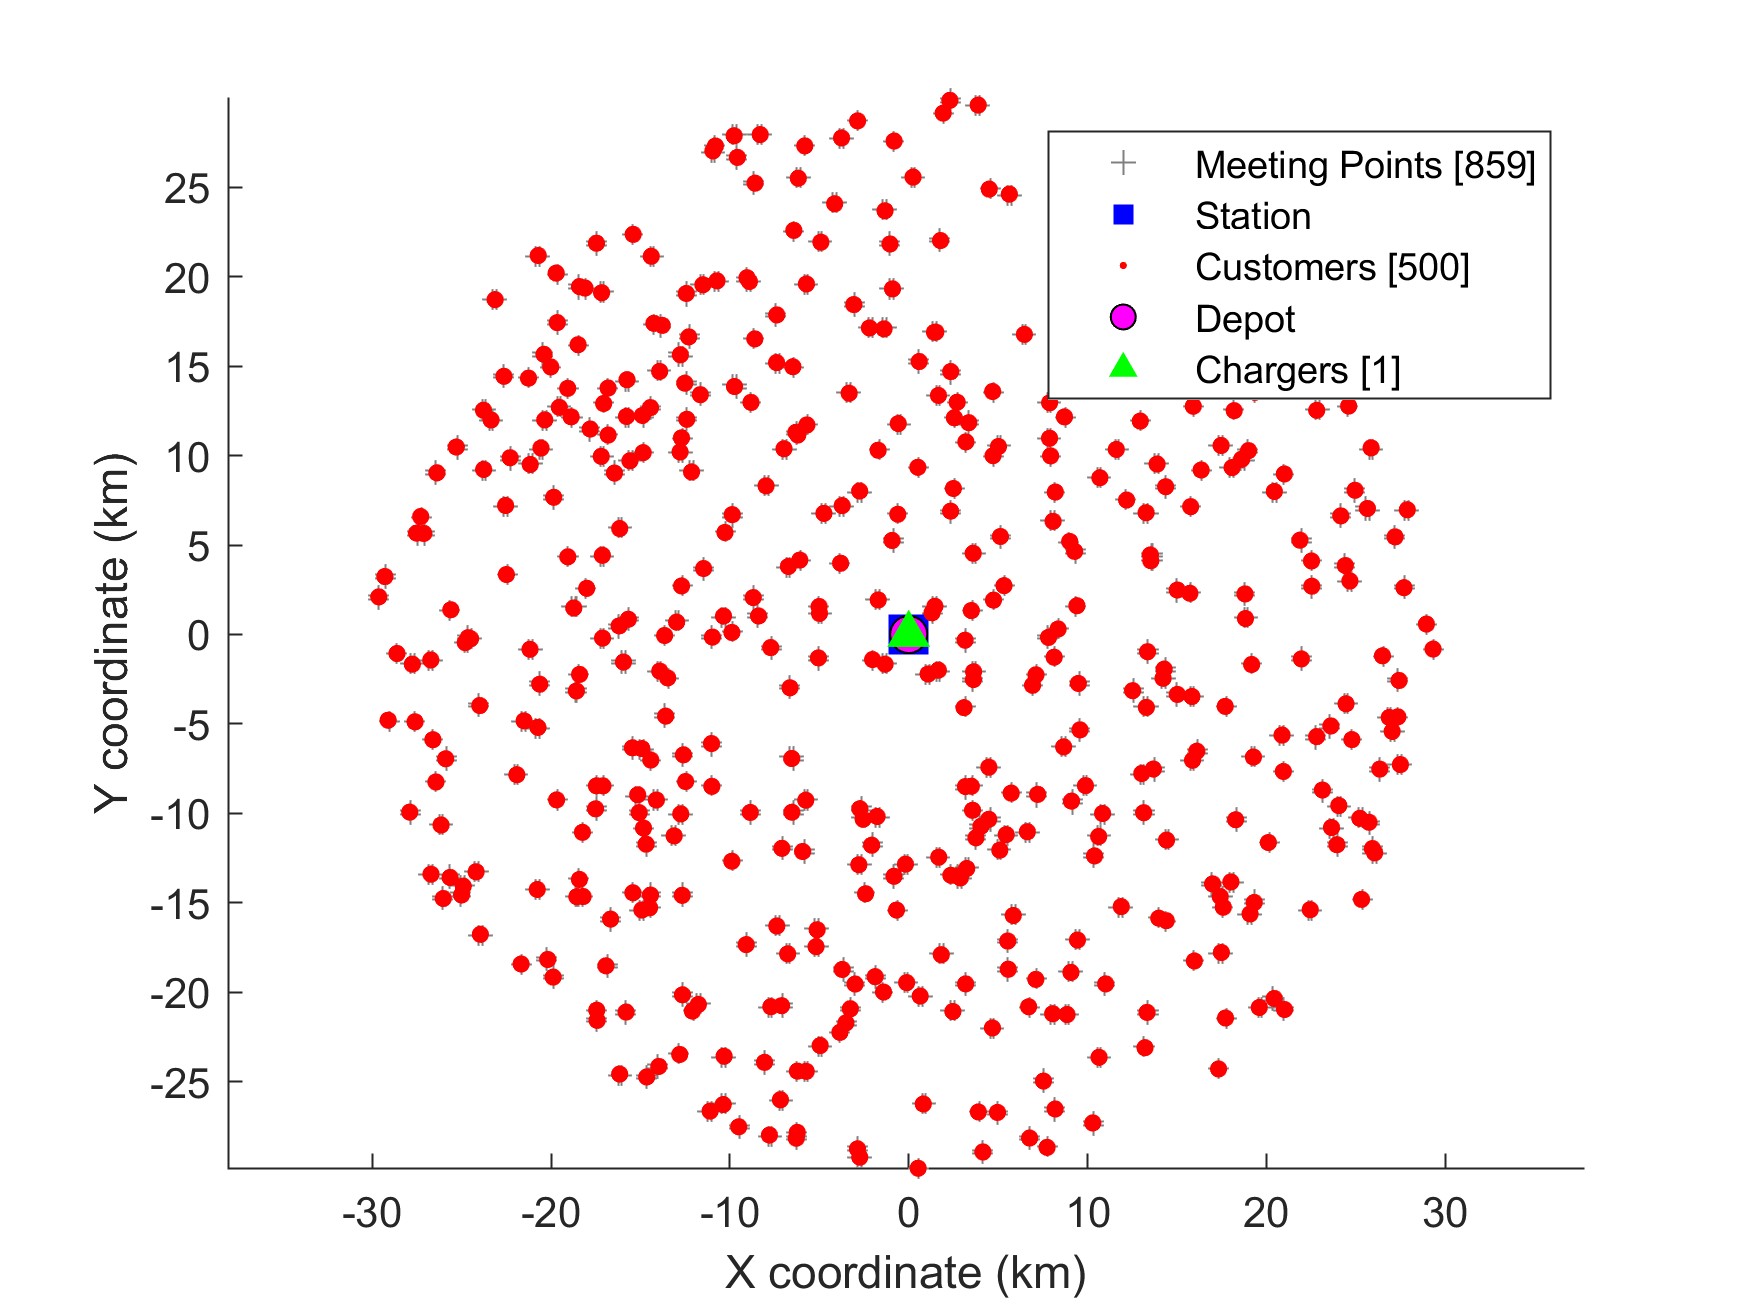 Meeting Points [859]
Station
Customers [500]
Depot
Chargers [1]
25
20
15
10
5
0
-5
-10
-15
-20
-25
Y coordinate (km)
-30 -20 -10 0 10 20 30
X coordinate (km)